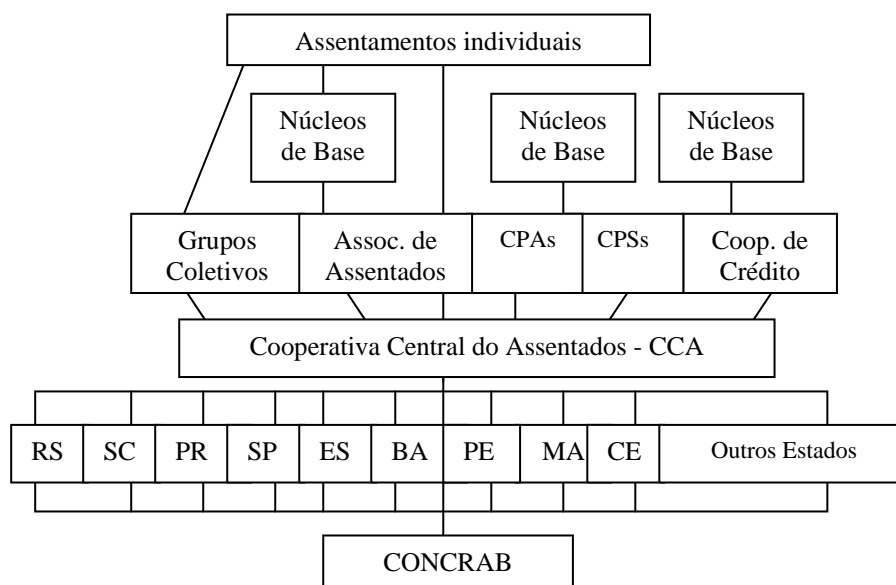 Assentamentos individuais
Núcleos
de Base
Núcleos
de Base
Núcleos
de Base
Grupos
Coletivos
Assoc. de
Assentados
CPAs
CPSs
Coop. de
Crédito
Cooperativa Central do Assentados - CCA
RS
SC
PR
SP
ES
BA
PE
MA
CE
Outros Estados
CONCRAB